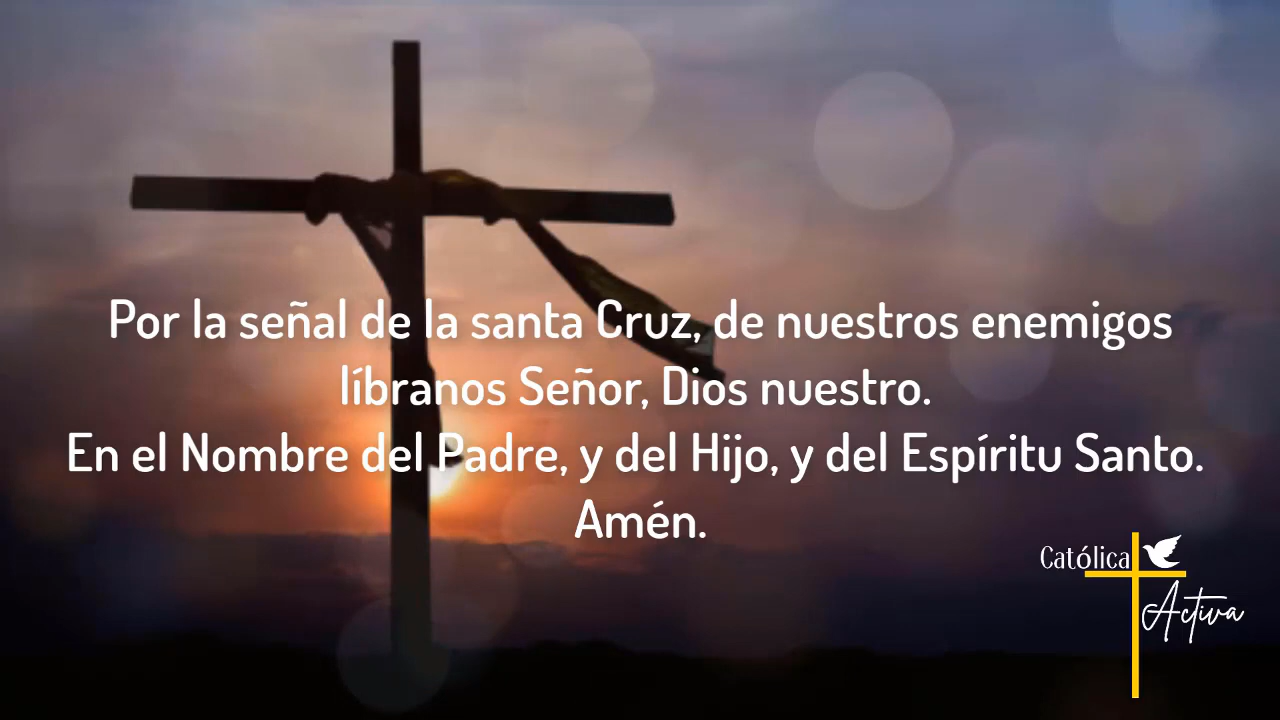 Por la señal de la santa Cruz, de nuestros enemigos
líbranos Señor, Dios nuestro.
En el Nombre del Padre, y del Hijo, y del Espíritu Santo.
Amén.
Católica
Activa